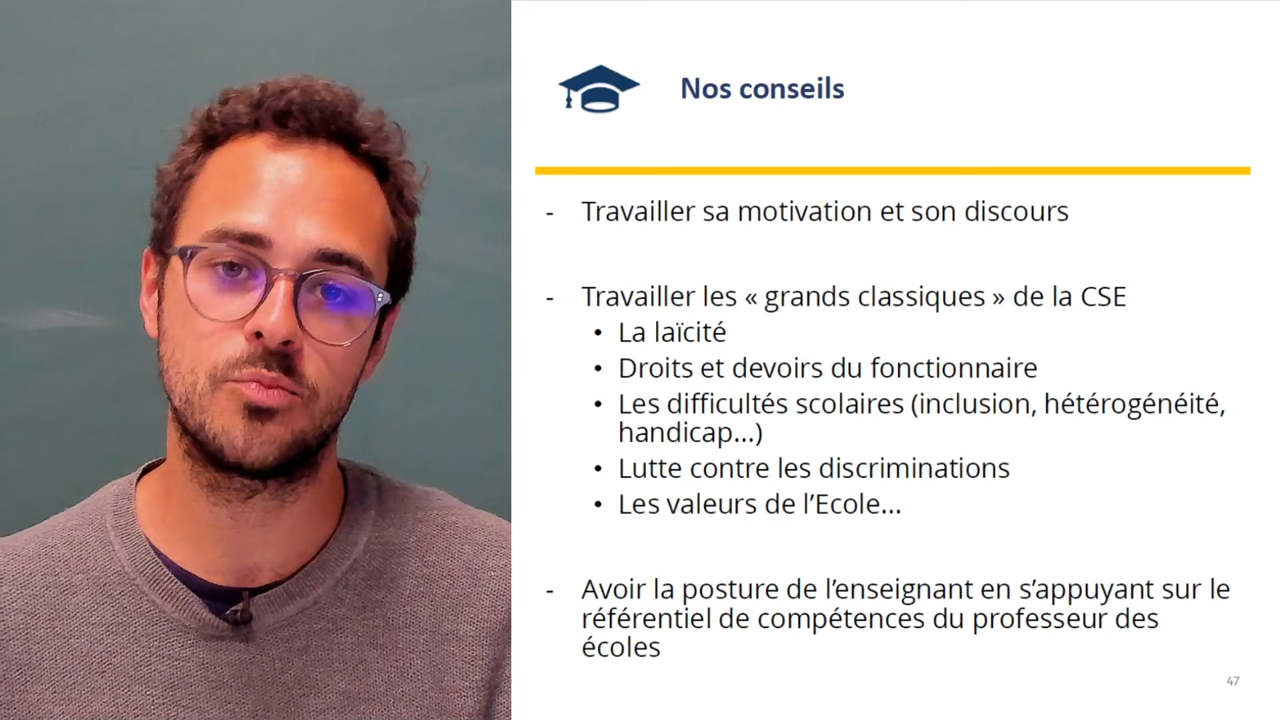 Nos conseils
- Travailler sa motivation et son discours
- Travailler les « grands classiques » de la CSE
• La laïcité
• Droits et devoirs du fonctionnaire
• Les difficultés scolaires (inclusion, hétérogénéité,
handicap...)
• Lutte contre les discriminations
• Les valeurs de l’Ecole...
- Avoir la posture de l’enseignant en s’appuyant sur le
référentiel de compétences du professeur des
écoles
47